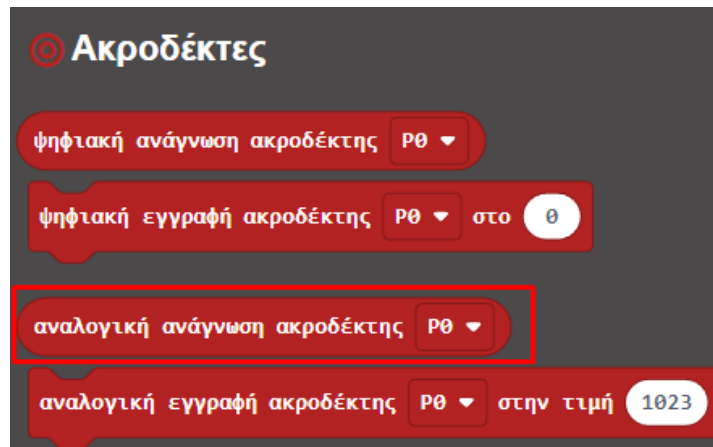 Ακροδέκτες
ψηφιακή ανάγνωση ακροδέκτης P0
ψηφιακή εγγραφή ακροδέκτης P0 στο 0
αναλογική ανάγνωση ακροδέκτης P0
αναλογική εγγραφή ακροδέκτης P0 στην τιμή 1023